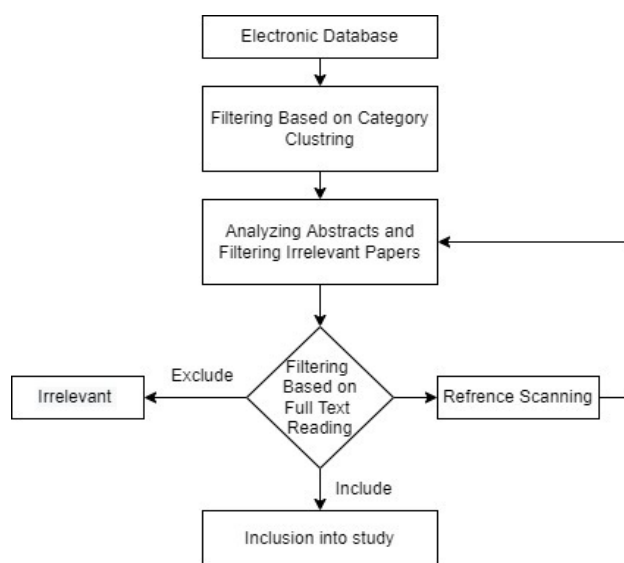 Electronic Database
Filtering Based on Category
Clustring
Analyzing Abstracts and
Filtering Irrelevant Papers
Exclude
Irrelevant
Filtering
Based on
Full Text
Reading
Refrence Scanning
Include
Inclusion into study